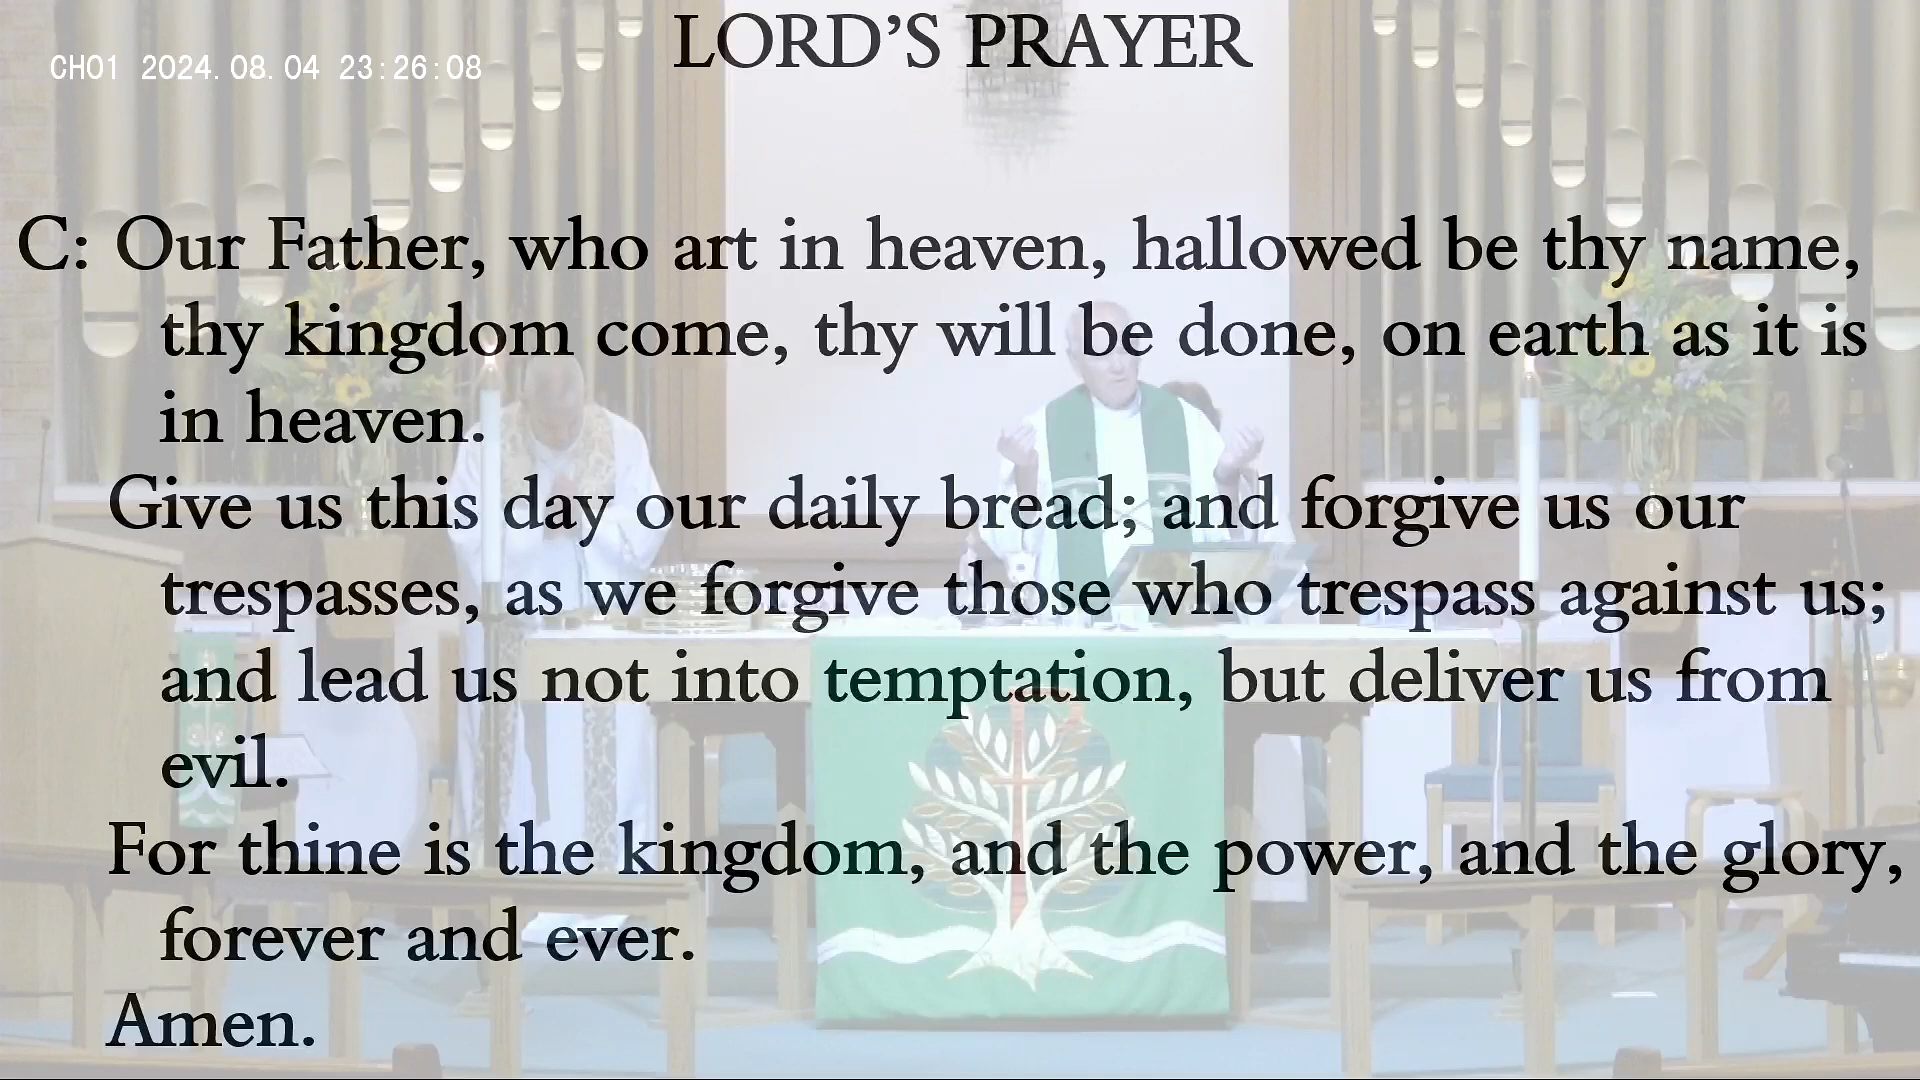 LORD'S PRAYER
CH01 2024.08.04 23:26:08
C: Our Father, who art in heaven, hallowed be thy name,
thy kingdom come, thy will be done, on earth as it is
in heaven.
Give us this day our daily bread; and forgive us our
trespasses, as we forgive those who trespass against us;
and lead us not into temptation, but deliver us from
evil.
For thine is the kingdom, and the power, and the glory,
forever and ever.
Amen.